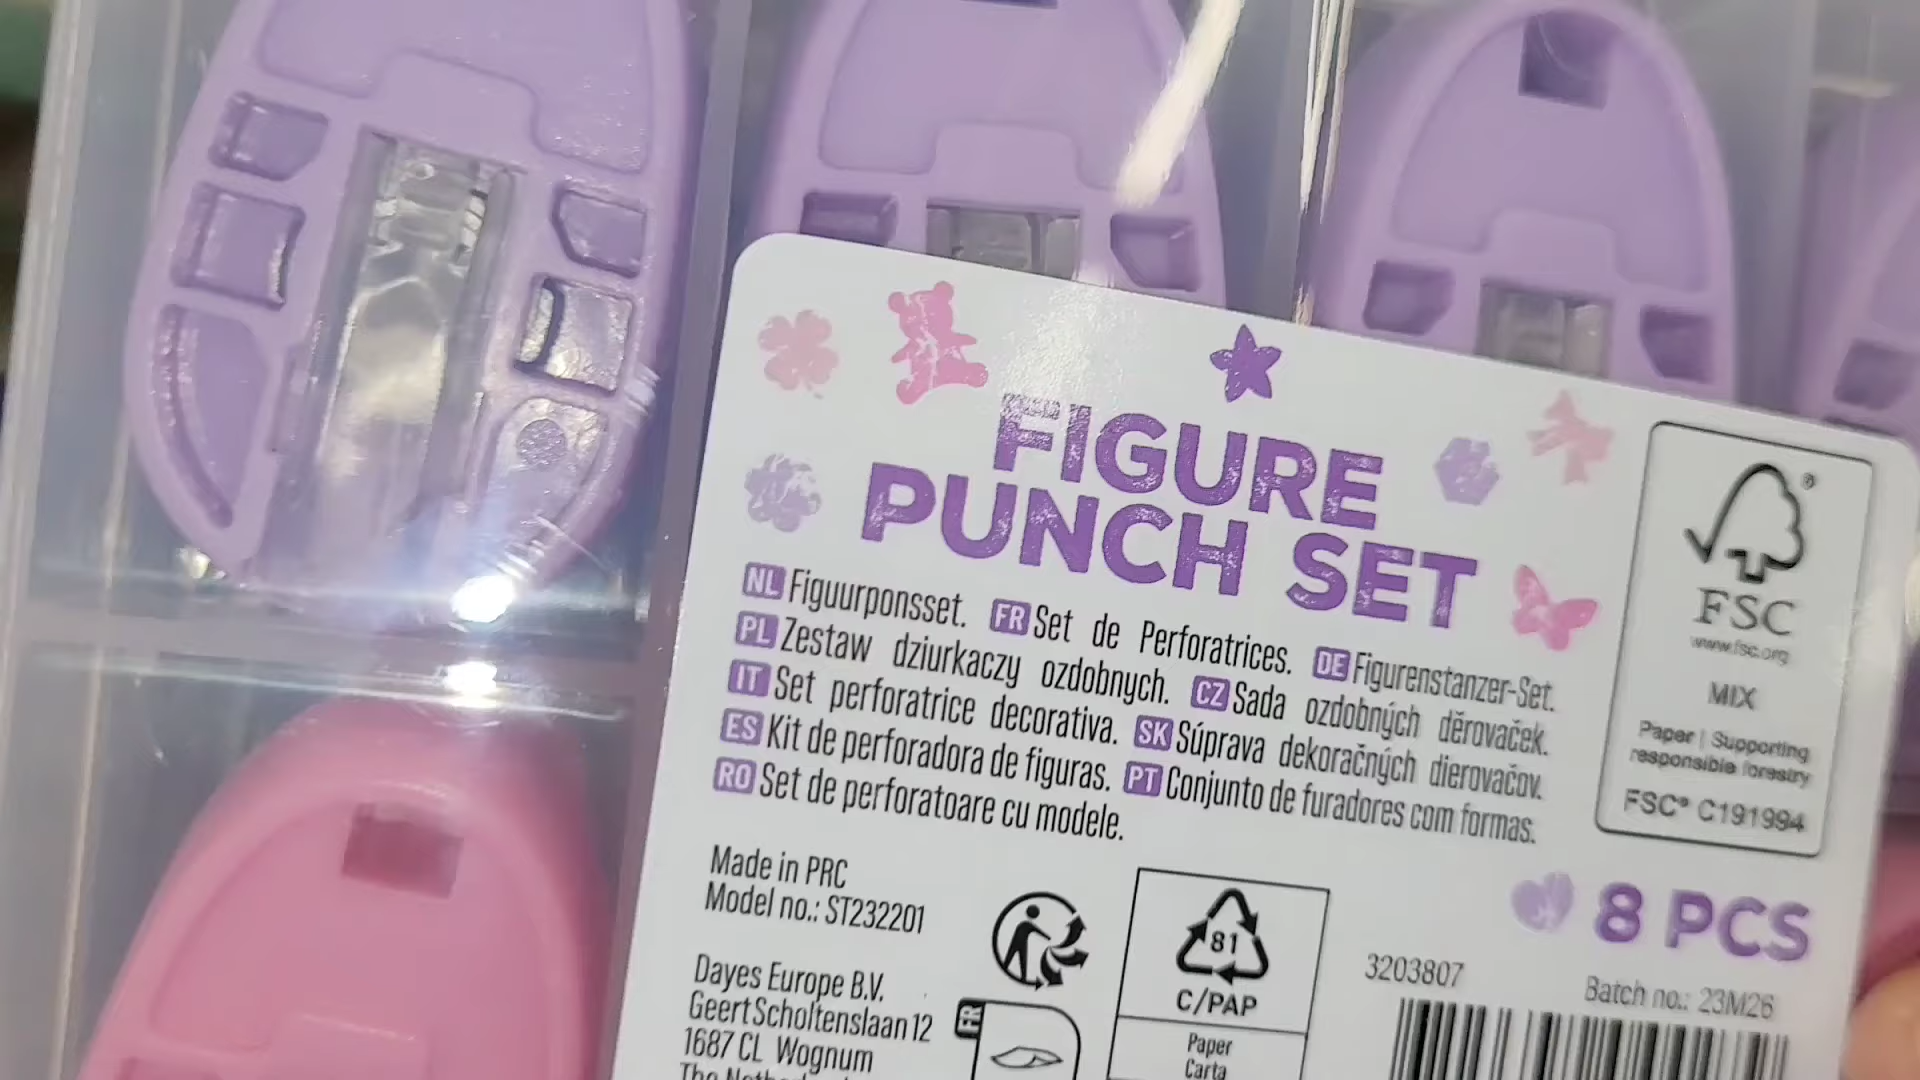 FIGURE
PUNCH SET
NL Figuurponsset. FR Set de Perforatrices. DE Figurenstanzer-Set.
PL Zestaw dziurkaczy ozdobnych. CZ Sada ozdobných děrovaček.
IT Set perforatrice decorativa. SK Súprava dekoračných dierovačov.
ES Kit de perforadora de figuras. PT Conjunto de furadores com formas.
RO Set de perforatoare cu modele.
FSC®
www.fsc.org
MIX
Paper | Supporting
responsible forestry
FSC® C191994
8 PCS
Made in PRC
Model no.: ST232201
Dayes Europe B.V.
Geert Scholtenslaan 12
1687 CL Wognum
FR
81
C/PAP
Paper
Carta
3203807
Batch no.: 23M26